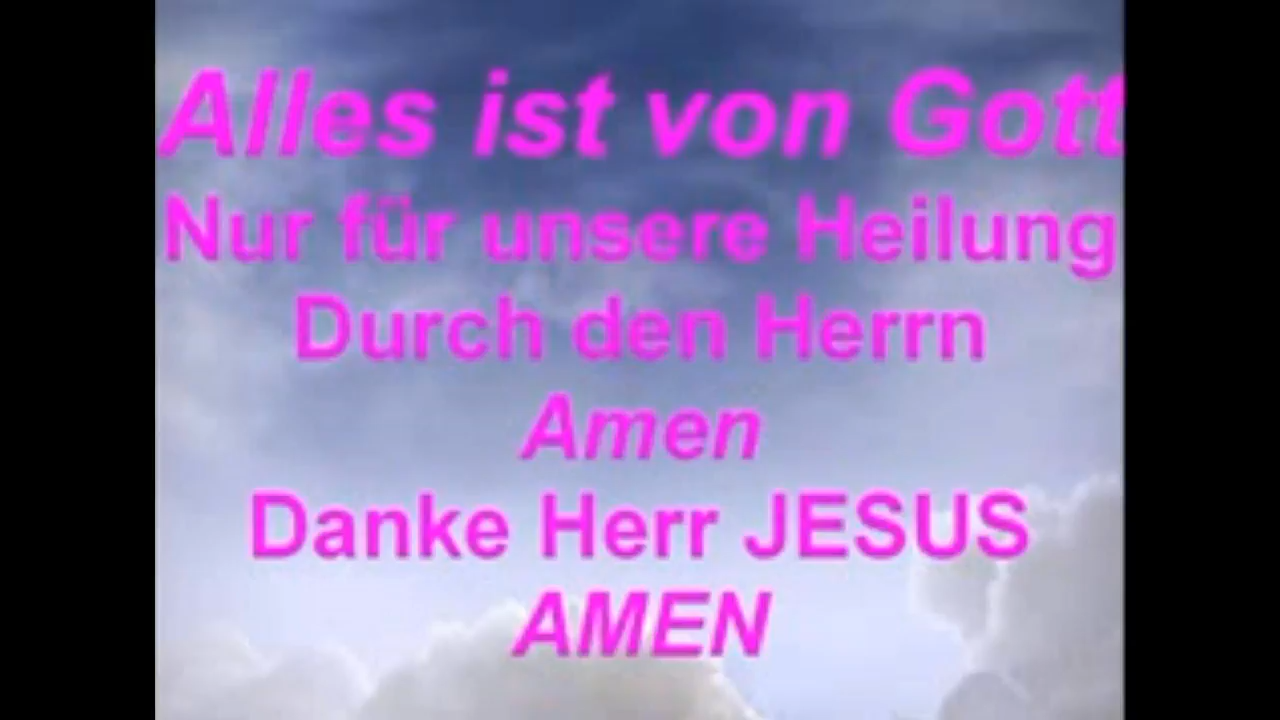 Alles ist von Gott
Nur für unsere Heilung
Durch den Herrn
Amen
Danke Herr JESUS
AMEN